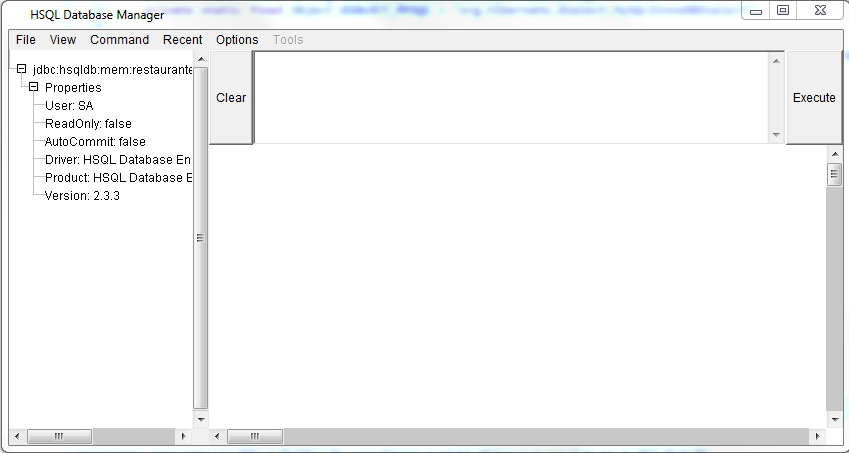 HSQL Database Manager
File View Command Recent Options Tools
jdbc:hsqldb:mem:restaurante
Properties
User: SA
ReadOnly: false
AutoCommit: false
Driver: HSQL Database En
Product: HSQL Database E
Version: 2.3.3
Clear
Execute